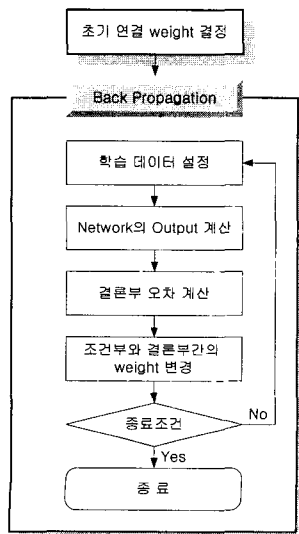 초기 연결 weight 결정
Back Propagation
학습 데이터 설정
Network의 Output 계산
결론부 오차 계산
조건부와 결론부간의
weight 변경
종료조건
No
Yes
종 료